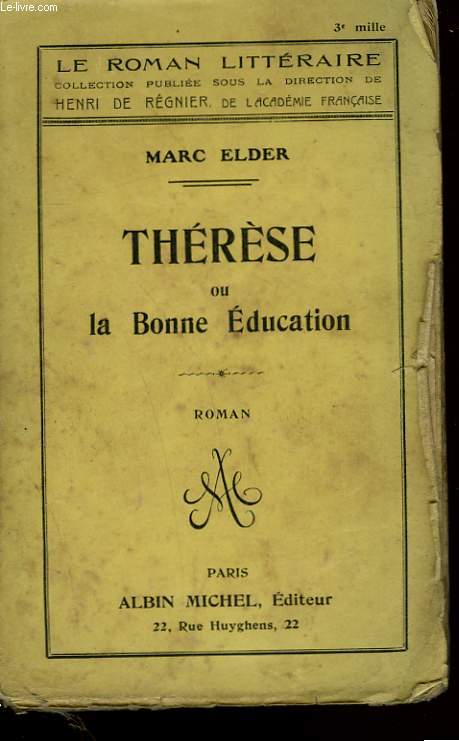 Le-livre.com
3e mille
LE ROMAN LITTÉRAIRE
COLLECTION PUBLIÉE SOUS LA DIRECTION DE
HENRI DE RÉGNIER, DE L'ACADÉMIE FRANÇAISE
MARC ELDER
THÉRÈSE
ou
la Bonne Éducation
ROMAN
AM
PARIS
ALBIN MICHEL, Éditeur
22, Rue Huyghens, 22